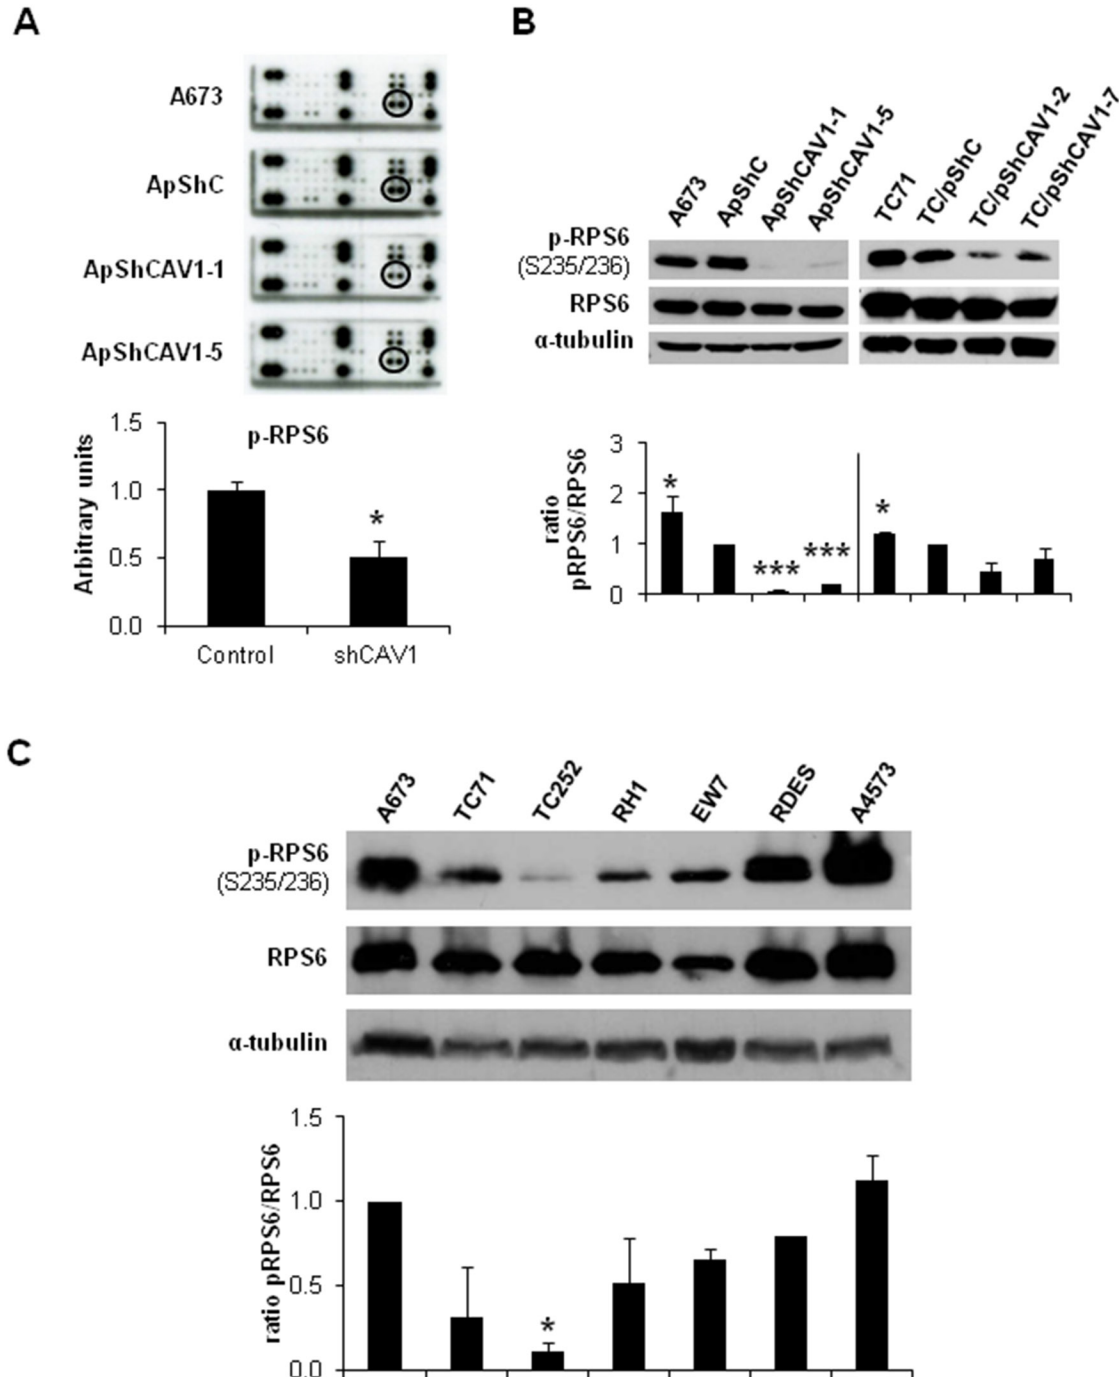 A
A673
ApShC
ApShCAV1-1
ApShCAV1-5
p-RPS6
Arbitrary units
1.5
1.0
0.5
0.0
*
Control
shCAV1
B
A673
ApShC
ApShCAV1-1
ApShCAV1-5
TC71
TC/pShC
TC/pShCAV1-2
TC/pShCAV1-7
p-RPS6
(S235/236)
RPS6
α-tubulin
ratio
pRPS6/RPS6
3
2
1
0
*
***
***
*
C
A673
TC71
TC252
RH1
EW7
RDES
A4573
p-RPS6
(S235/236)
RPS6
α-tubulin
ratio pRPS6/RPS6
1.5
1.0
0.5
0.0
*